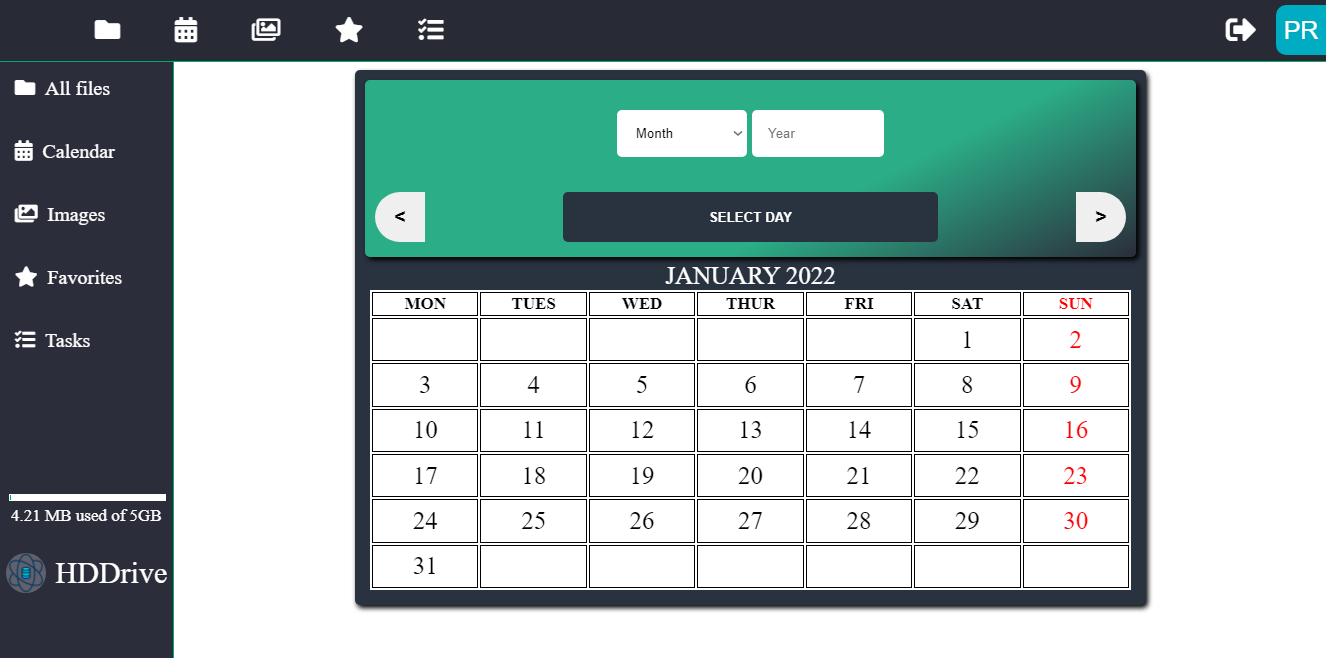 PR
All files
Calendar
Images
Favorites
Tasks
4.21 MB used of 5GB
HDDrive
Month Year
< SELECT DAY >
JANUARY 2022
MON TUES WED THUR FRI SAT SUN
1 2
3 4 5 6 7 8 9
10 11 12 13 14 15 16
17 18 19 20 21 22 23
24 25 26 27 28 29 30
31